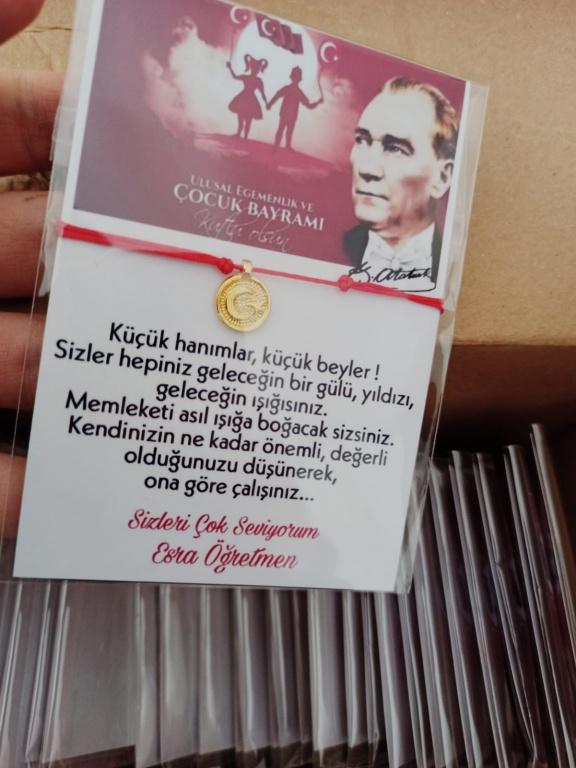 ULUSAL EGEMENLİK VE
ÇOCUK BAYRAMI
Kutlu olsun
K. Atatürk
Küçük hanımlar, küçük beyler !
Sizler hepiniz geleceğin bir gülü, yıldızı,
geleceğin ışığısınız.
Memleketi asıl ışığa boğacak sizsiniz.
Kendinizin ne kadar önemli, değerli
olduğunuzu düşünerek,
ona göre çalışınız...
Sizleri Çok Seviyorum
Esra Öğretmen